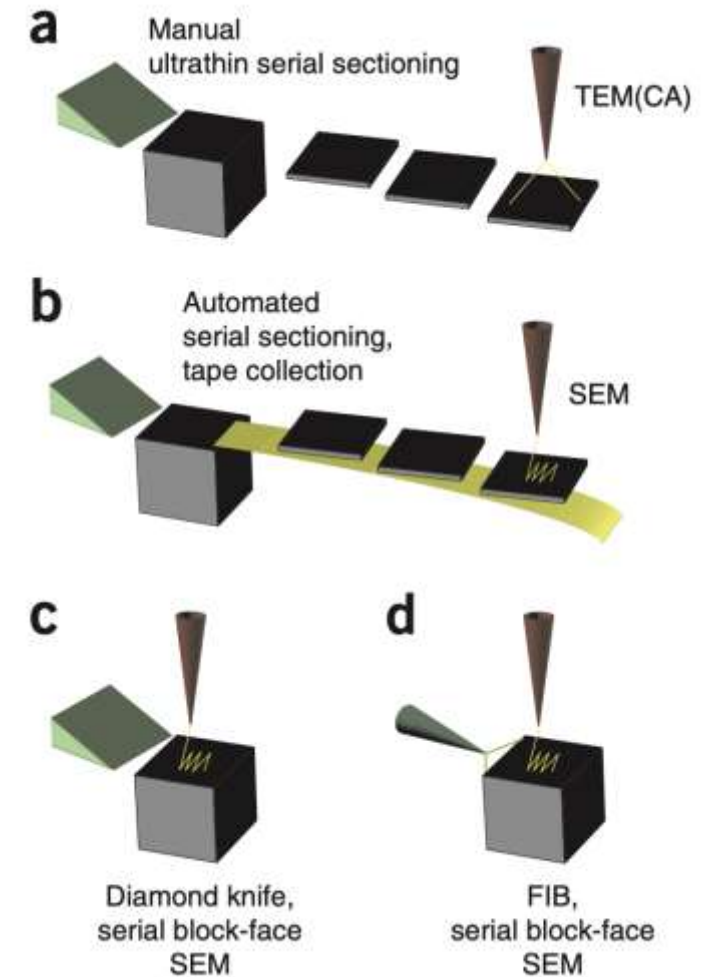 a
Manual
ultrathin serial sectioning
TEM(CA)
b
Automated
serial sectioning,
tape collection
SEM
c
d
Diamond knife,
serial block-face
SEM
FIB,
serial block-face
SEM